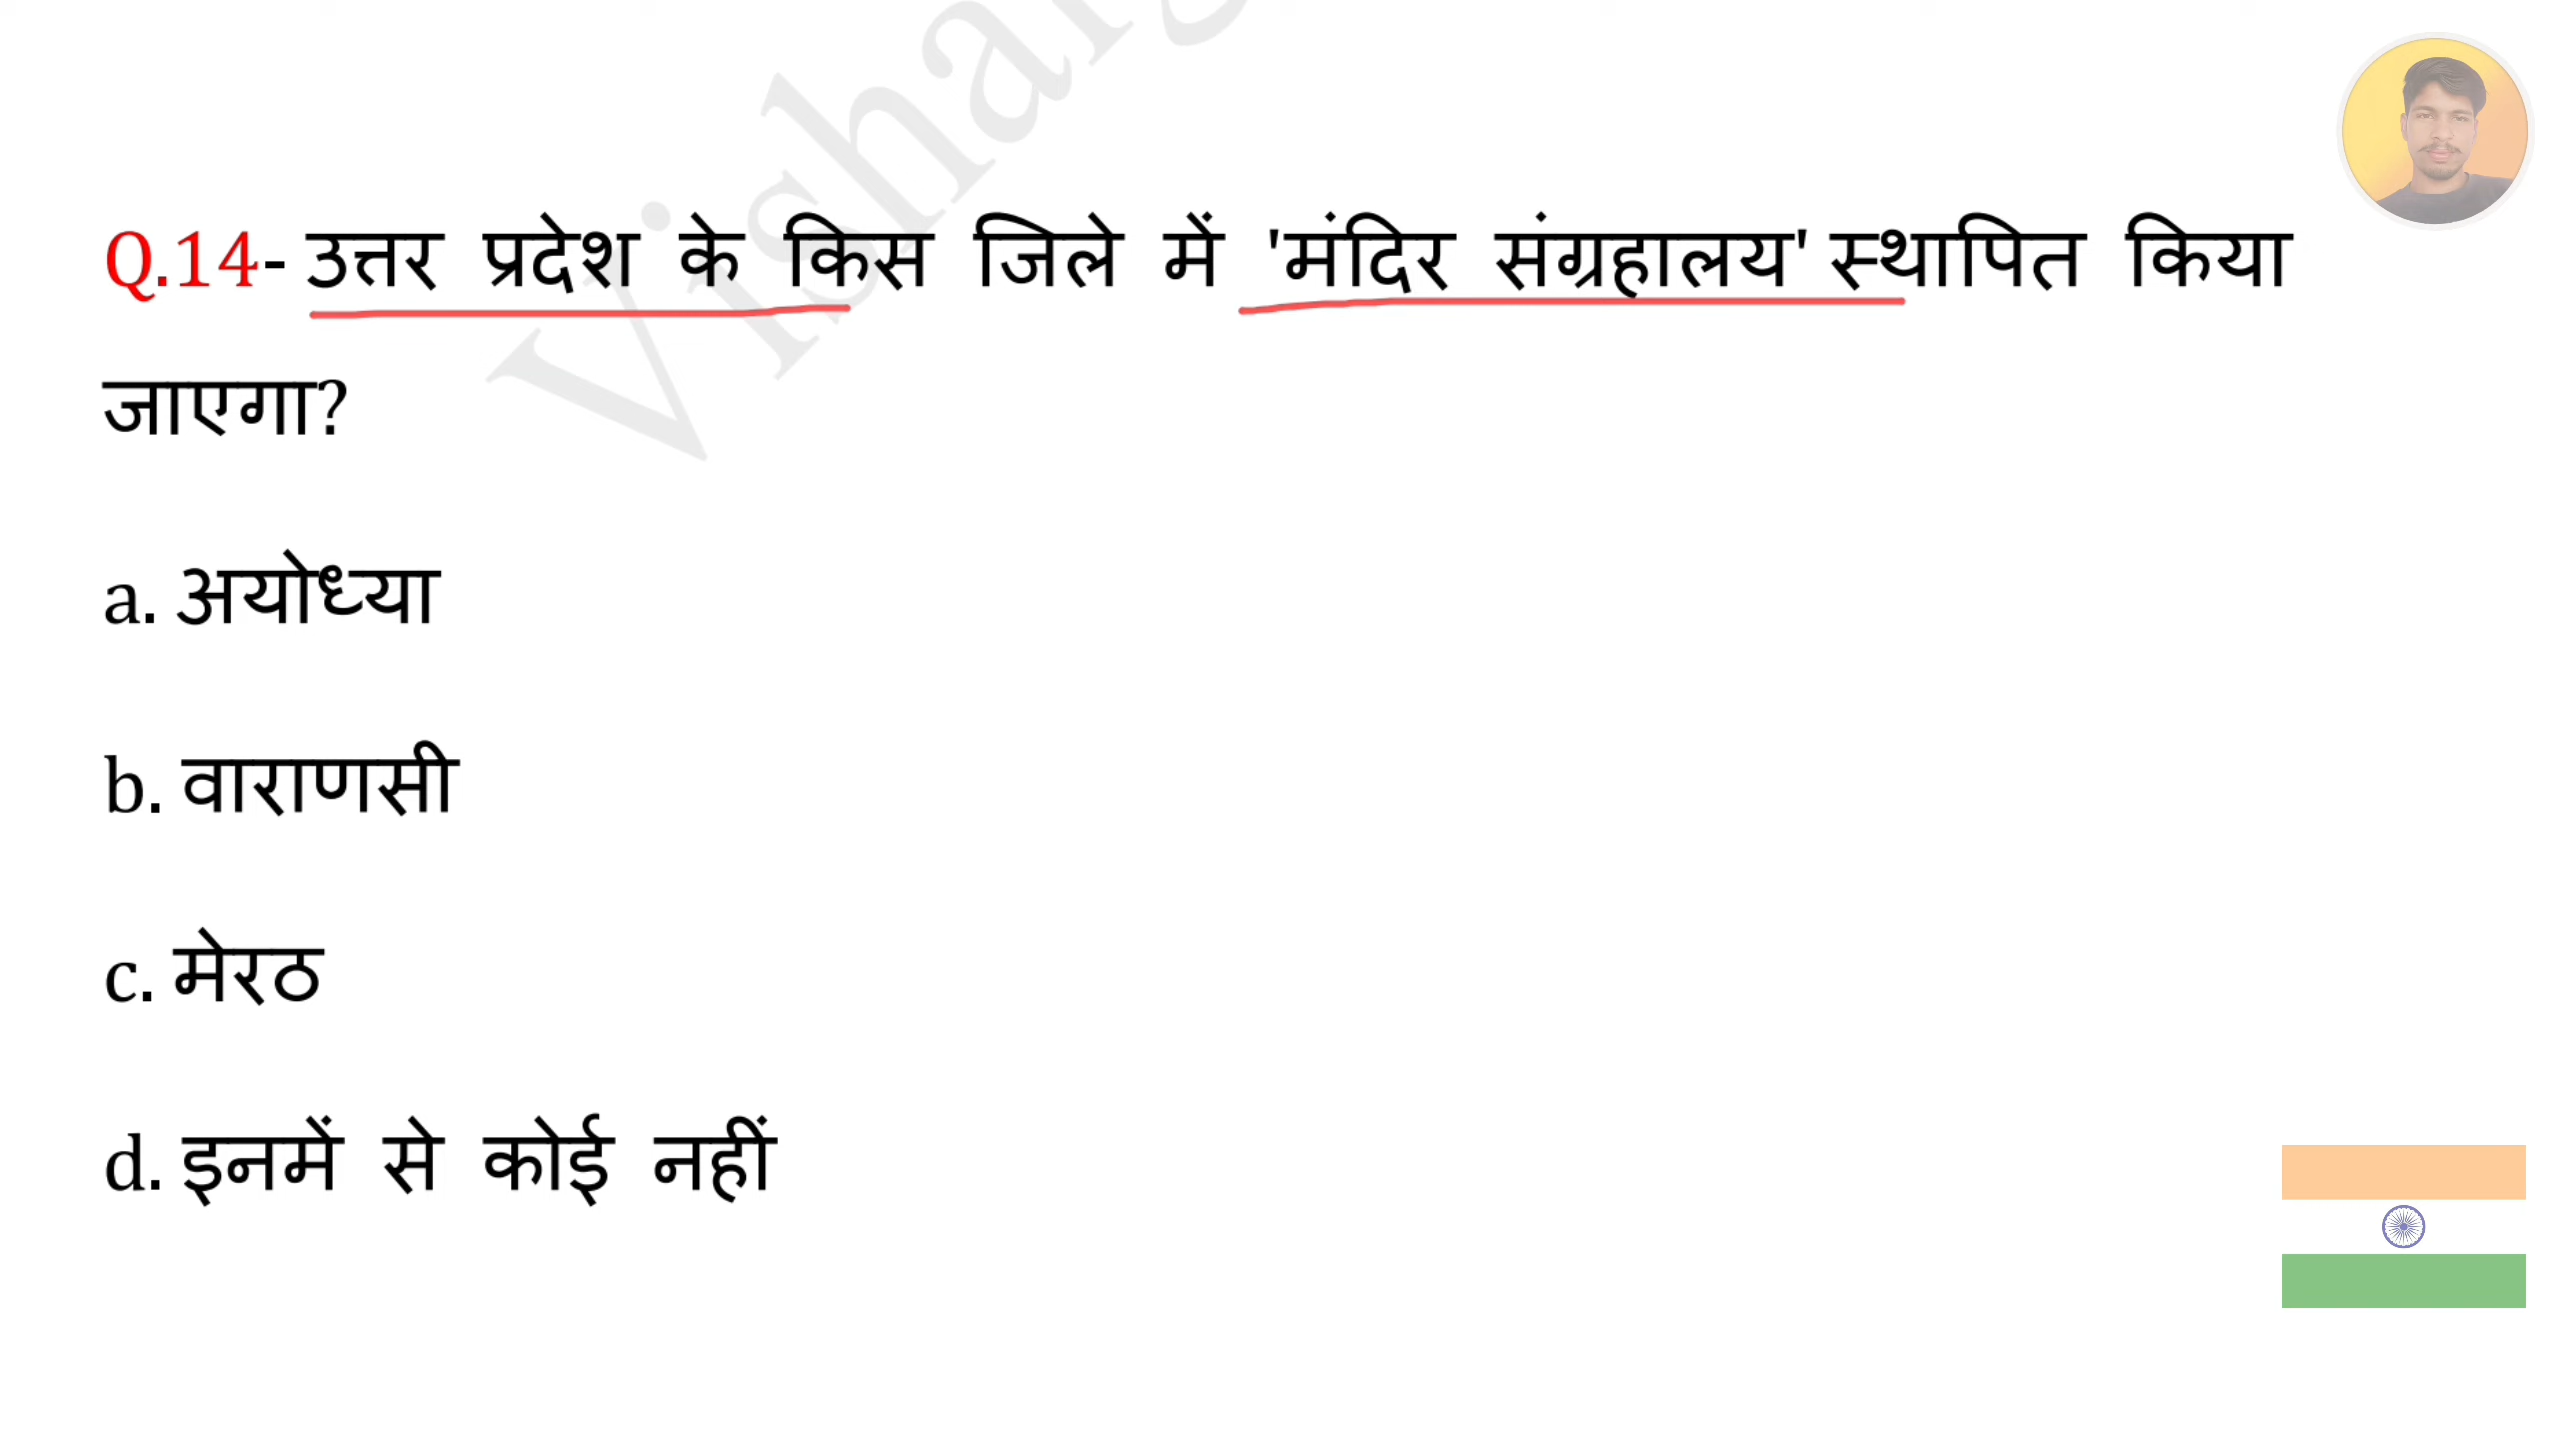 Q.14- उत्तर प्रदेश के किस जिले में 'मंदिर संग्रहालय' स्थापित किया
जाएगा?
a. अयोध्या
b. वाराणसी
c. मेरठ
d. इनमें से कोई नहीं